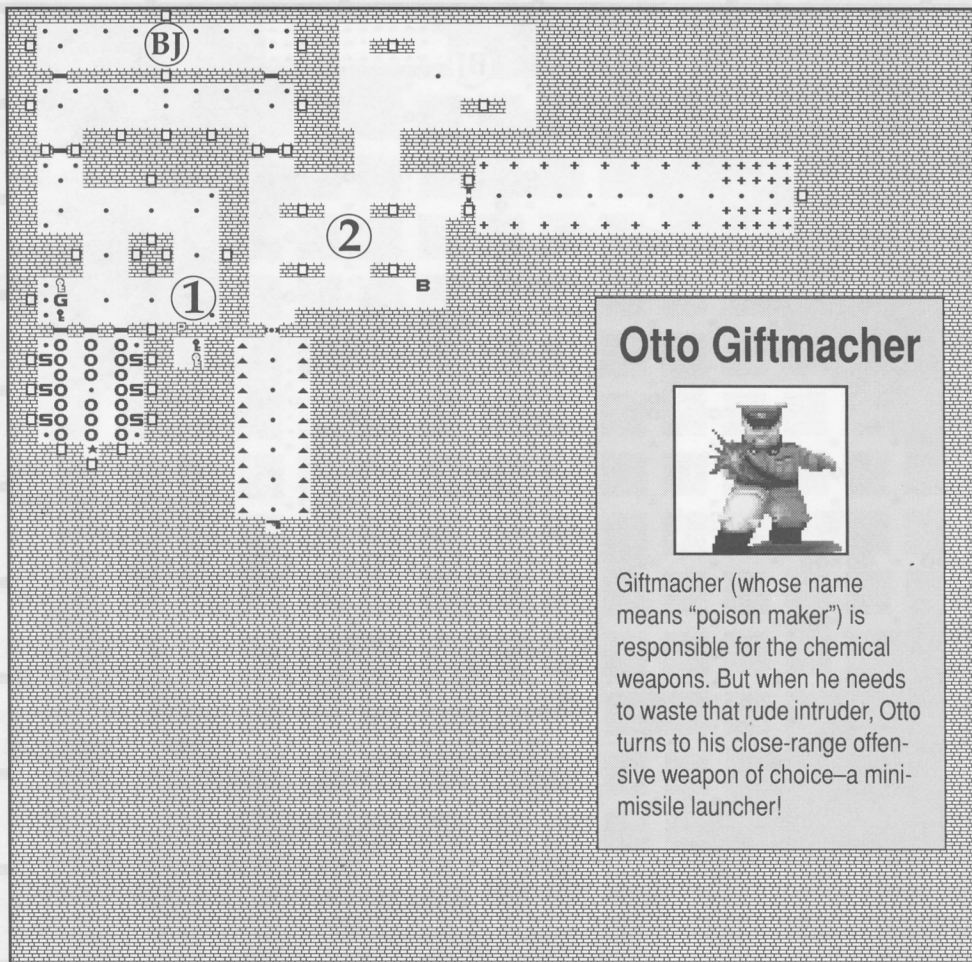 BJ
2
B
G
1
P
S S
S S
S S
Otto Giftmacher
Giftmacher (whose name
means “poison maker”) is
responsible for the chemical
weapons. But when he needs
to waste that rude intruder, Otto
turns to his close-range offen-
sive weapon of choice–a mini-
missile launcher!